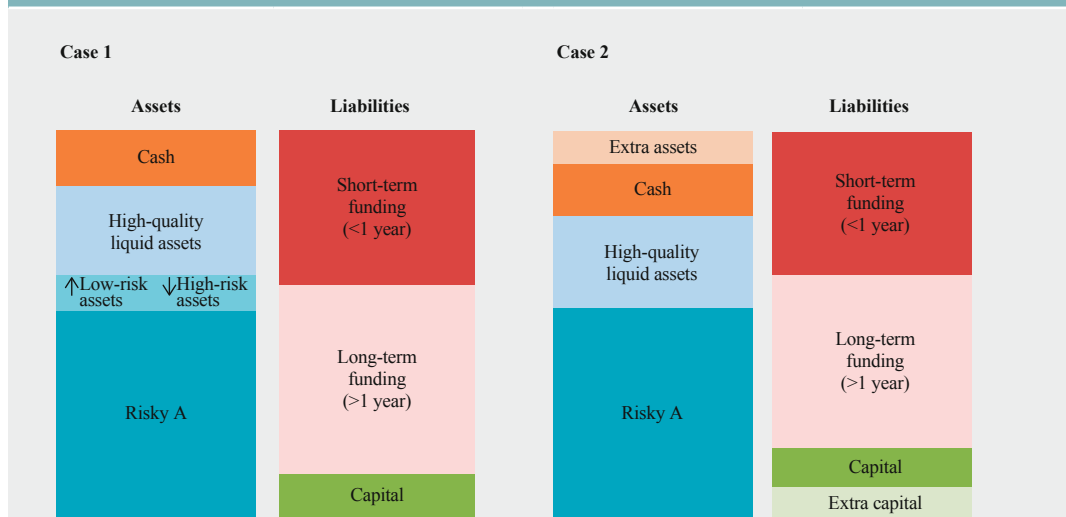 Case 1
Assets
Liabilities
Cash
High-quality
liquid assets
↑Low-risk
assets
↓High-risk
assets
Risky A
Short-term
funding
(<1 year)
Long-term
funding
(>1 year)
Capital
Case 2
Assets
Liabilities
Extra assets
Cash
High-quality
liquid assets
Risky A
Short-term
funding
(<1 year)
Long-term
funding
(>1 year)
Capital
Extra capital